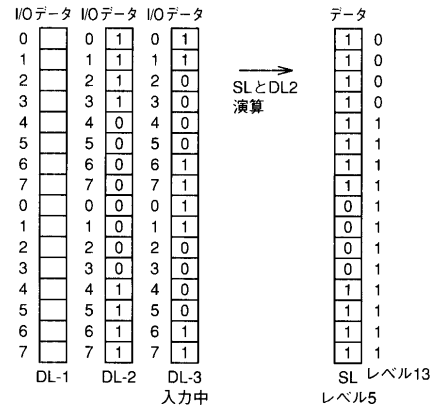 I/O データ I/O データ I/O データ データ
0 0 1 0 1 1 0
1 1 1 1 1 1 0
2 2 1 2 0 1 0
3 3 1 3 0 1 0
4 4 0 4 0 1 1
5 5 0 5 0 1 1
6 6 0 6 1 1 1
7 7 0 7 1 1 1
0 0 0 0 1 0 1
1 1 0 1 1 0 1
2 2 0 2 0 0 1
3 3 0 3 0 0 1
4 4 1 4 0 1 1
5 5 1 5 0 1 1
6 6 1 6 1 1 1
7 7 1 7 1 1 1
SLとDL2
演算
DL-1 DL-2 DL-3 SL レベル13
入力中 レベル5